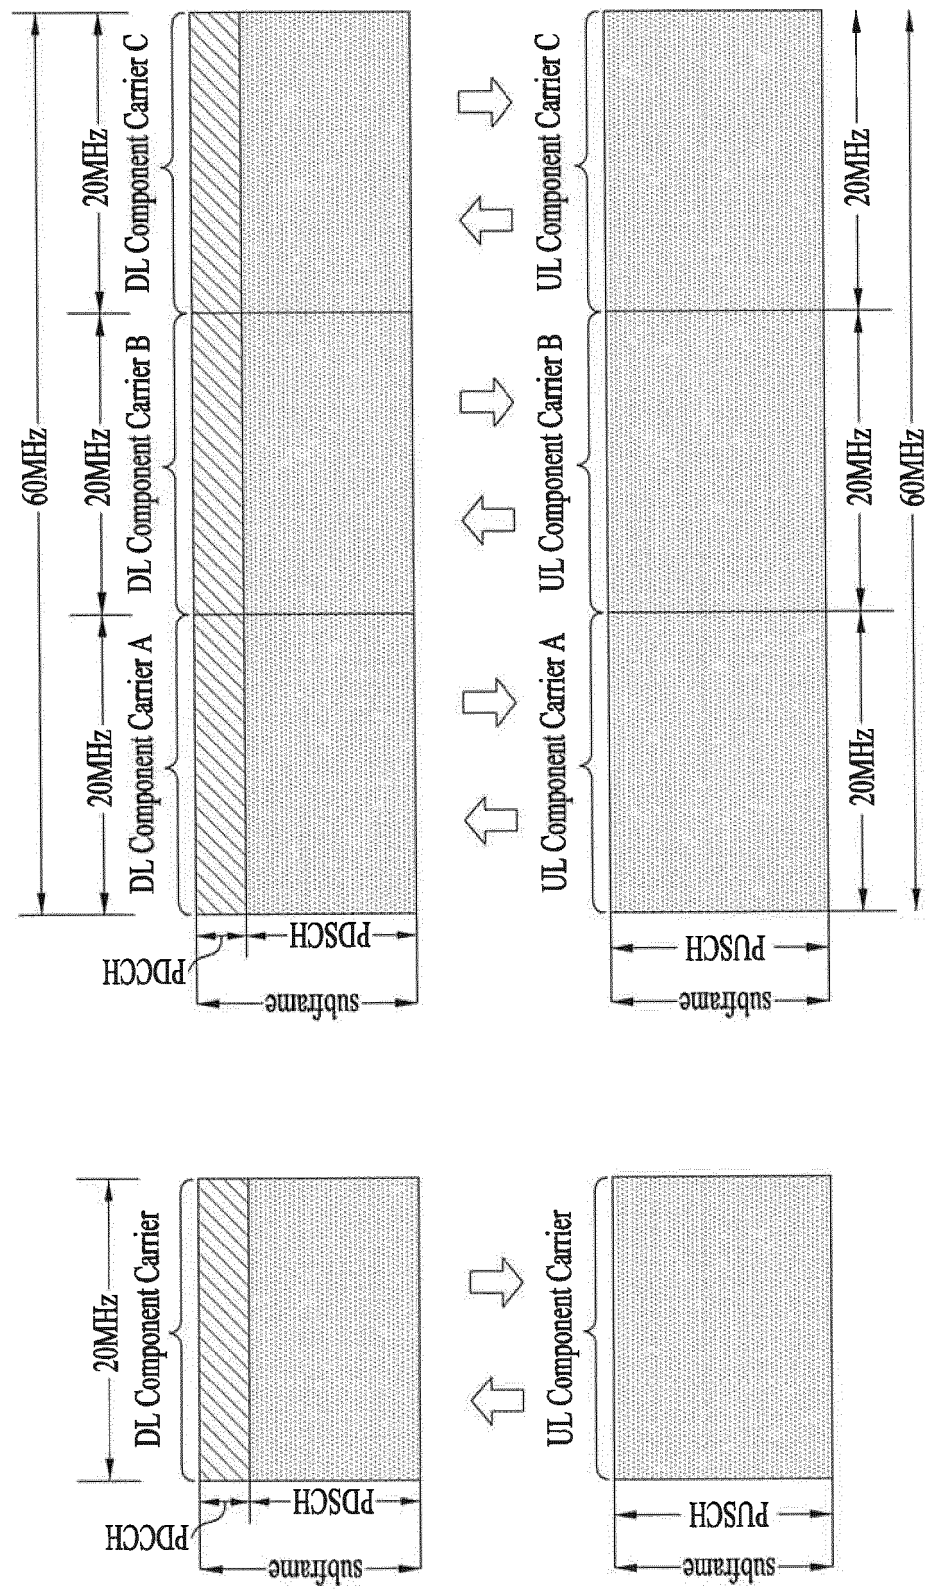 20MHz
DL Component Carrier
PDCCH
PDSCH
subframe
UL Component Carrier
PUSCH
subframe
60MHz
20MHz
20MHz
20MHz
DL Component Carrier A
DL Component Carrier B
DL Component Carrier C
PDCCH
PDSCH
subframe
UL Component Carrier A
UL Component Carrier B
UL Component Carrier C
PUSCH
subframe
20MHz
20MHz
20MHz
60MHz